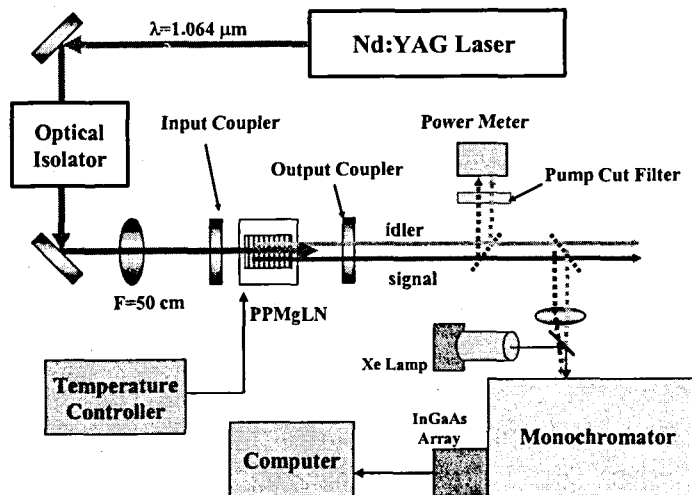 λ=1.064 μm
Nd:YAG Laser
Optical
Isolator
Input Coupler
Output Coupler
Power Meter
Pump Cut Filter
idler
signal
F=50 cm
PPMgLN
Xe Lamp
Temperature
Controller
InGaAs
Array
Monochromator
Computer